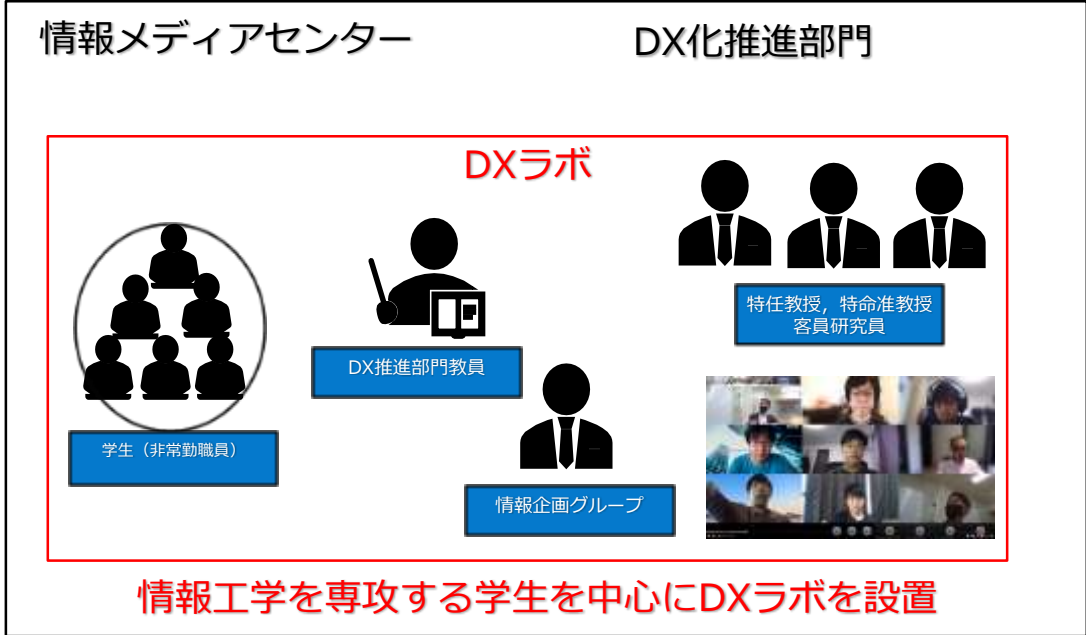 情報メディアセンター
DX化推進部門
DXラボ
特任教授，特命准教授
客員研究員
DX推進部門教員
学生（非常勤職員）
情報企画グループ
情報工学を専攻する学生を中心にDXラボを設置